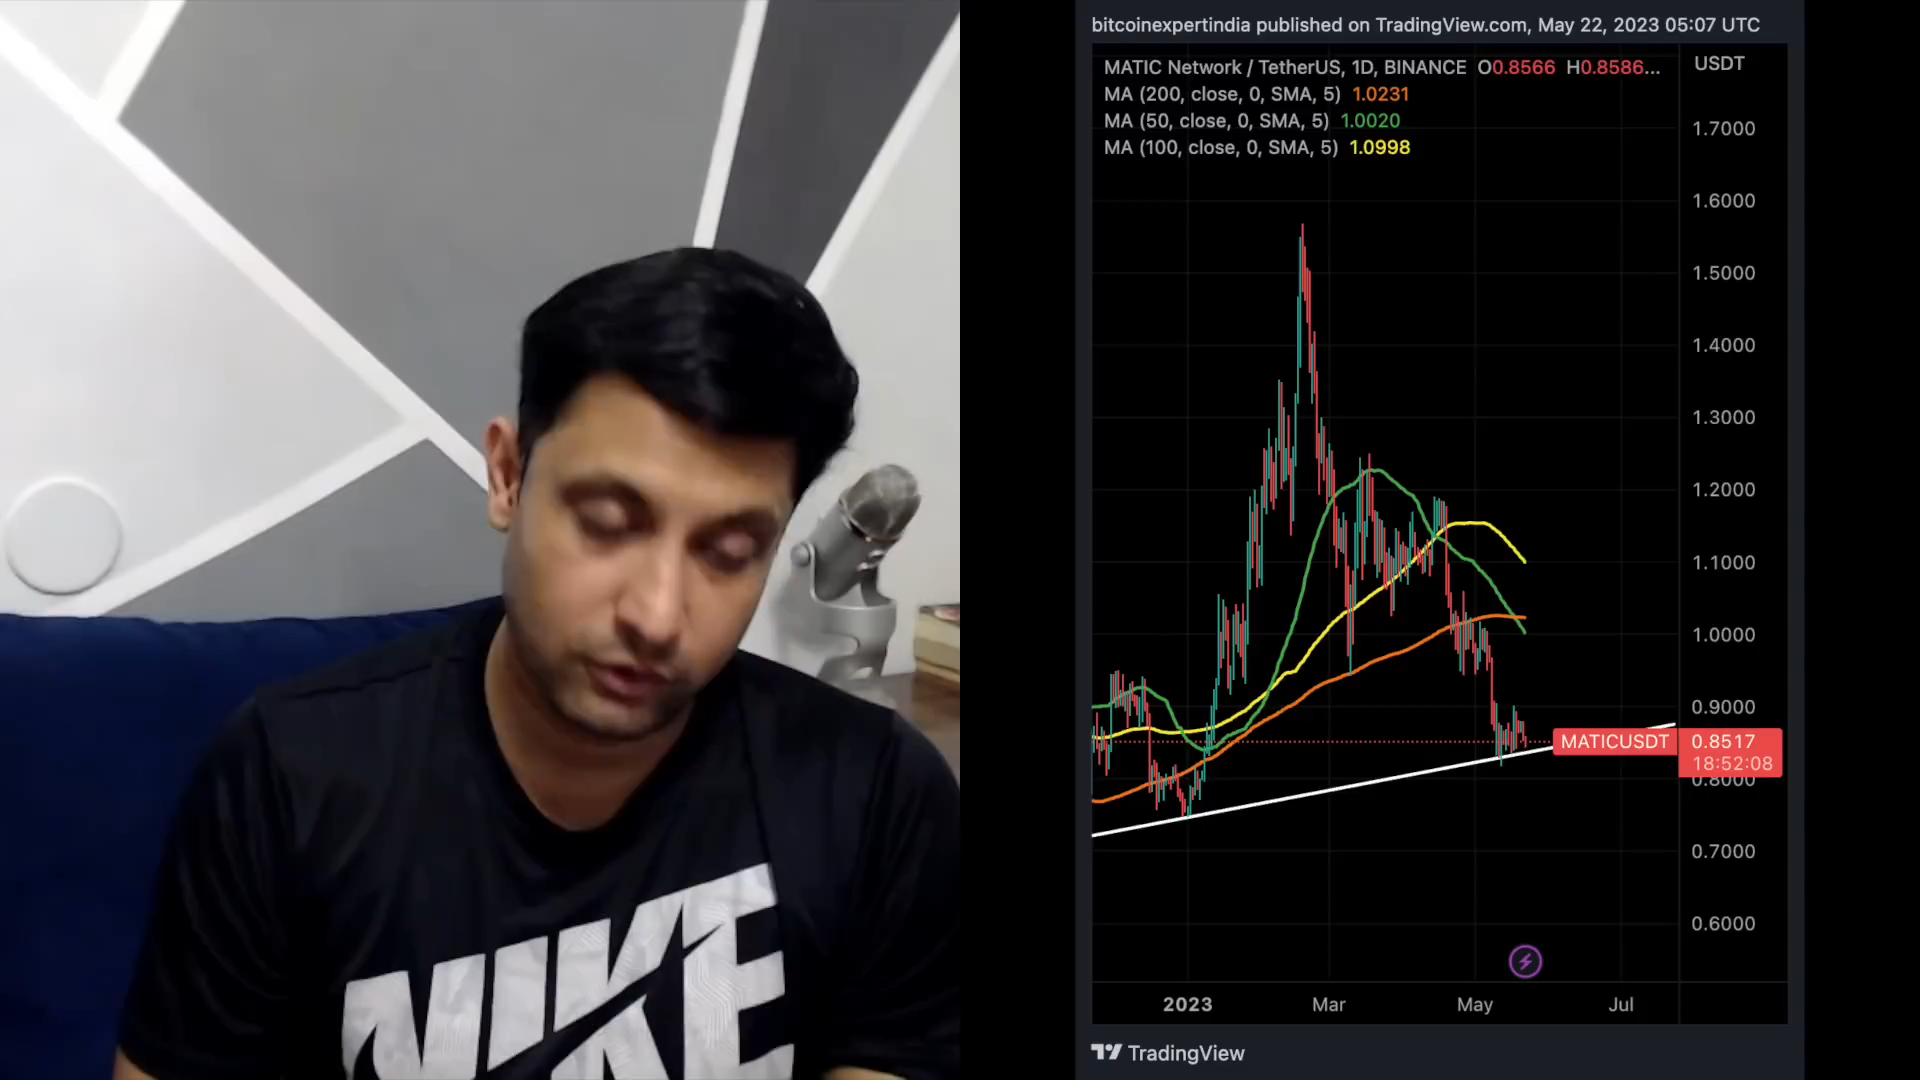 bitcoinexpertindia published on TradingView.com, May 22, 2023 05:07 UTC
MATIC Network / TetherUS, 1D, BINANCE O0.8566 H0.8586...
USDT
MA (200, close, 0, SMA, 5) 1.0231
MA (50, close, 0, SMA, 5) 1.0020
MA (100, close, 0, SMA, 5) 1.0998
1.7000
1.6000
1.5000
1.4000
1.3000
1.2000
1.1000
1.0000
0.9000
MATICUSDT 0.8517
18:52:08
0.8000
0.7000
0.6000
2023 Mar May Jul
TradingView
NIKE